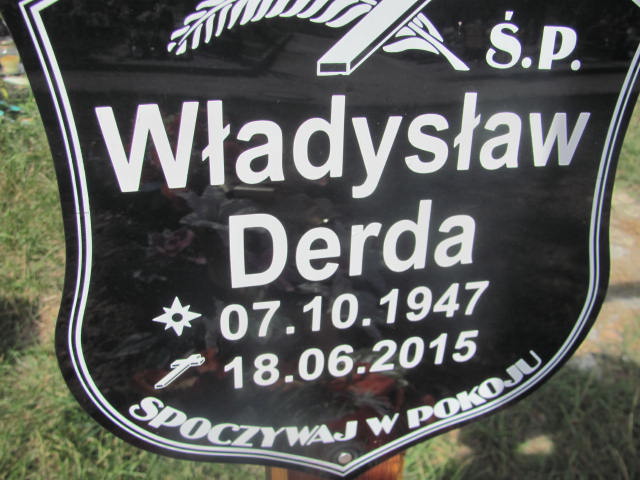 Ś.P.
Władysław
Derda
07.10.1947
18.06.2015
SPOCZYWAJ W POKOJU